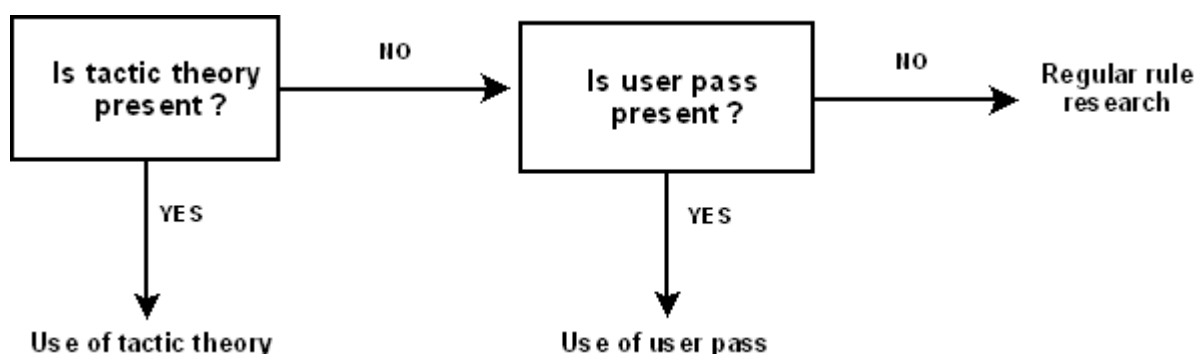 Is tactic theory
present ?
NO
Is user pass
present ?
NO
Regular rule
research
YES
YES
Use of tactic theory
Use of user pass